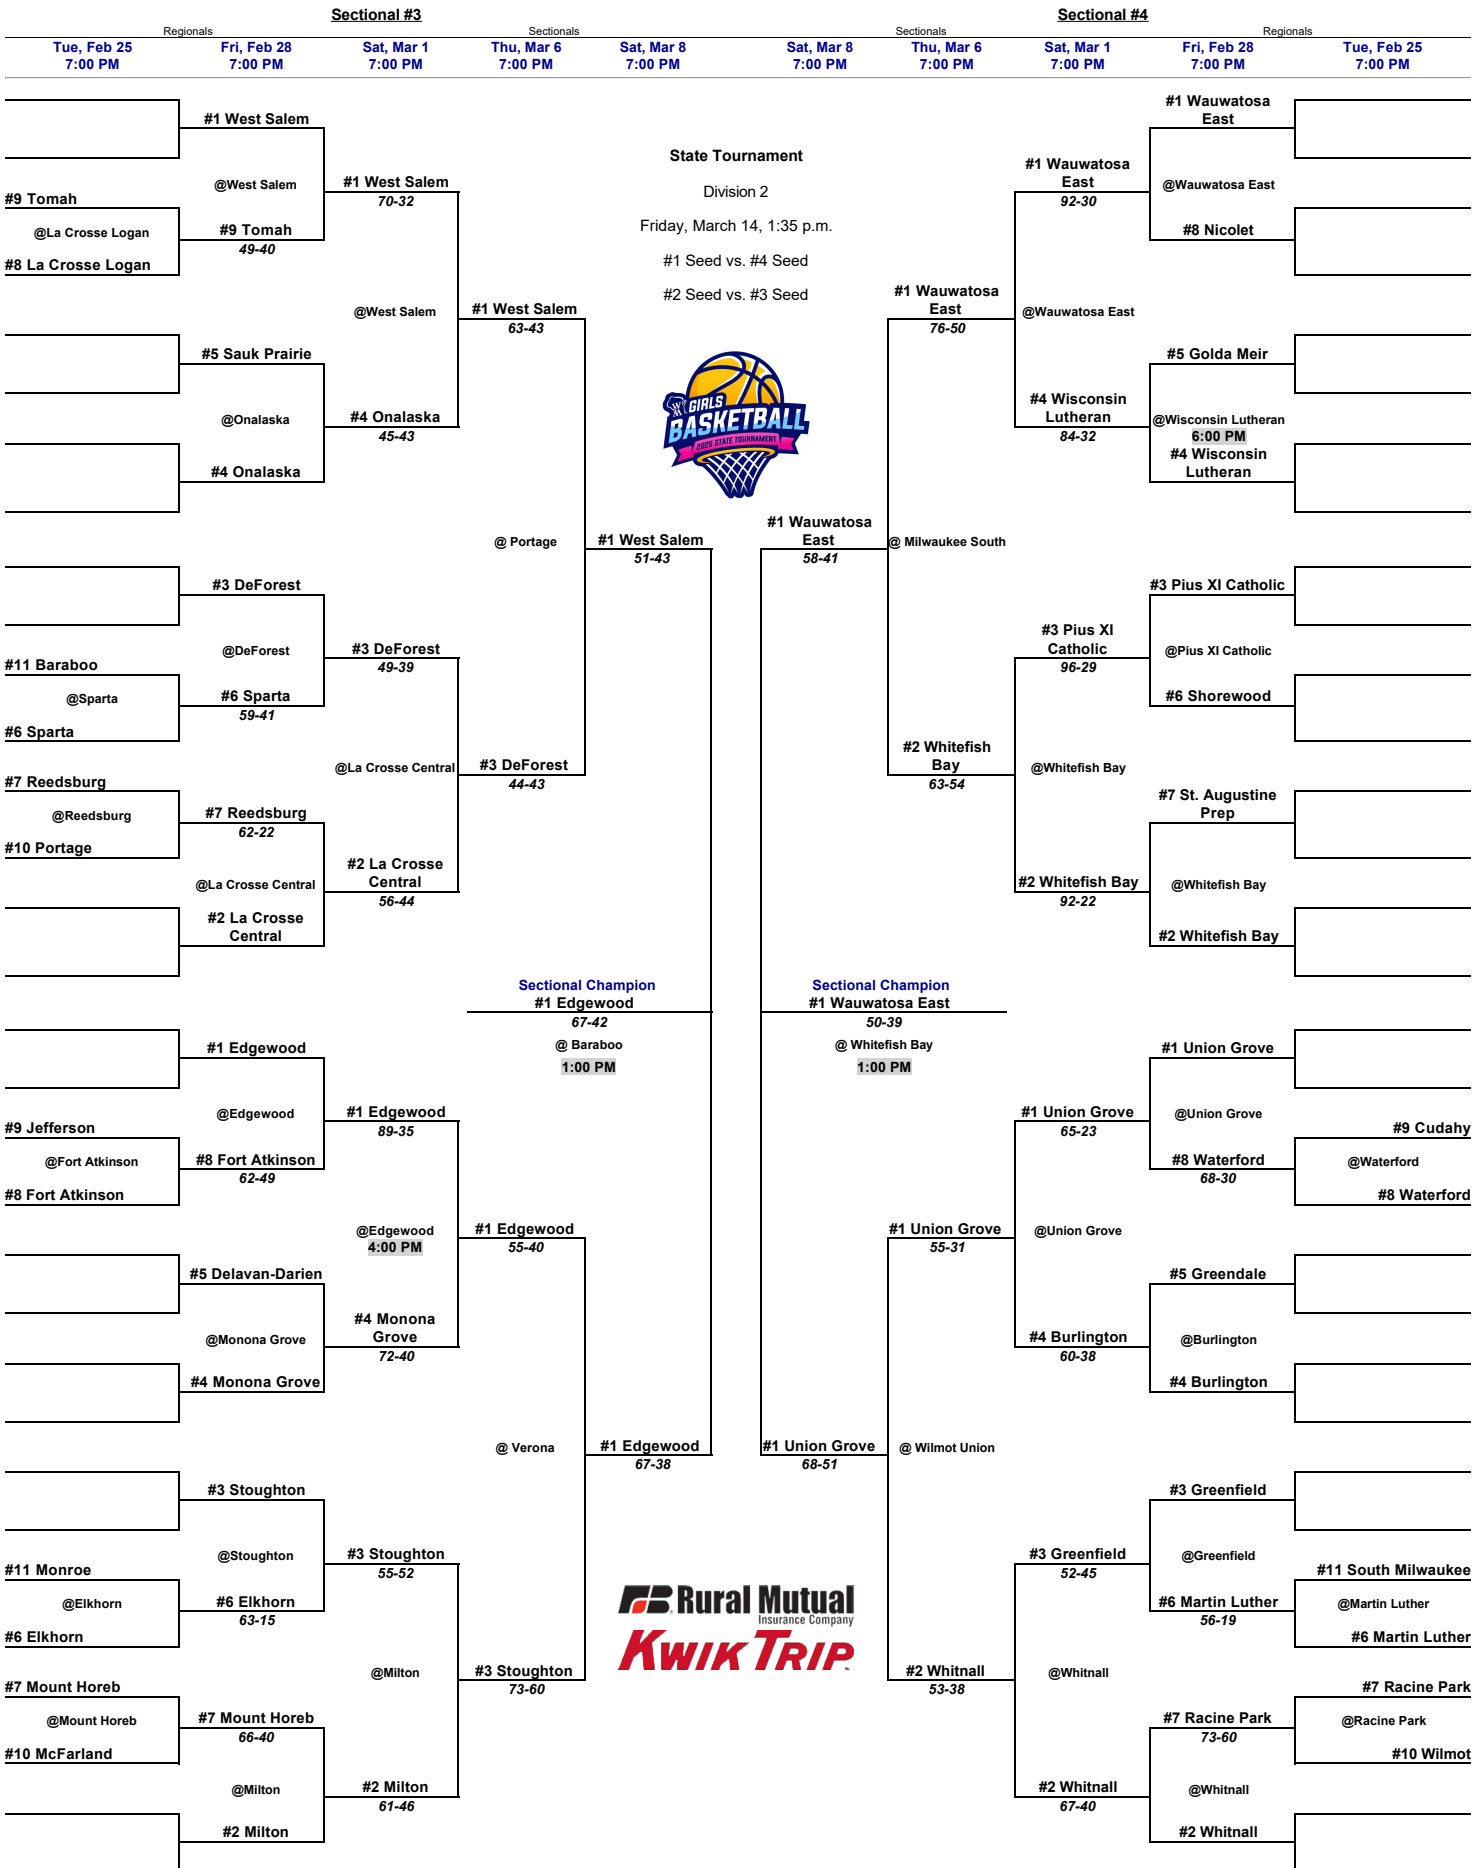 Sectional #3
Sectional #4
Regionals
Sectionals
Sectionals
Regionals
Tue, Feb 25
7:00 PM
Fri, Feb 28
7:00 PM
Sat, Mar 1
7:00 PM
Thu, Mar 6
7:00 PM
Sat, Mar 8
7:00 PM
Sat, Mar 8
7:00 PM
Thu, Mar 6
7:00 PM
Sat, Mar 1
7:00 PM
Fri, Feb 28
7:00 PM
Tue, Feb 25
7:00 PM
#1 West Salem
@West Salem
#9 Tomah
@La Crosse Logan
#8 La Crosse Logan
#9 Tomah
49-40
#1 West Salem
70-32
@West Salem
#1 West Salem
63-43
#5 Sauk Prairie
@Onalaska
#4 Onalaska
#4 Onalaska
45-43
@ Portage
#1 West Salem
51-43
#3 DeForest
@DeForest
#11 Baraboo
@Sparta
#6 Sparta
#6 Sparta
59-41
#3 DeForest
49-39
@La Crosse Central
#3 DeForest
44-43
#7 Reedsburg
@Reedsburg
#10 Portage
#7 Reedsburg
62-22
@La Crosse Central
#2 La Crosse
Central
#2 La Crosse
Central
56-44
Sectional Champion
#1 Edgewood
67-42
@ Baraboo
1:00 PM
#1 Edgewood
@Edgewood
#9 Jefferson
@Fort Atkinson
#8 Fort Atkinson
#8 Fort Atkinson
62-49
#1 Edgewood
89-35
@Edgewood
4:00 PM
#1 Edgewood
55-40
#5 Delavan-Darien
@Monona Grove
#4 Monona Grove
#4 Monona
Grove
72-40
@ Verona
#1 Edgewood
67-38
#3 Stoughton
@Stoughton
#11 Monroe
@Elkhorn
#6 Elkhorn
#6 Elkhorn
63-15
#3 Stoughton
55-52
@Milton
#3 Stoughton
73-60
#7 Mount Horeb
@Mount Horeb
#10 McFarland
#7 Mount Horeb
66-40
@Milton
#2 Milton
#2 Milton
61-46
State Tournament
Division 2
Friday, March 14, 1:35 p.m.
#1 Seed vs. #4 Seed
#2 Seed vs. #3 Seed
GIRLS
BASKETBALL
2025 STATE TOURNAMENT
Rural Mutual
Insurance Company
KWIK TRIP
#1 Wauwatosa
East
@Wauwatosa East
#8 Nicolet
#1 Wauwatosa
East
92-30
@Wauwatosa East
#1 Wauwatosa
East
76-50
#5 Golda Meir
@Wisconsin Lutheran
6:00 PM
#4 Wisconsin
Lutheran
#4 Wisconsin
Lutheran
84-32
@ Milwaukee South
#1 Wauwatosa
East
58-41
#3 Pius XI Catholic
@Pius XI Catholic
#6 Shorewood
#3 Pius XI
Catholic
96-29
@Whitefish Bay
#2 Whitefish
Bay
63-54
#7 St. Augustine
Prep
@Whitefish Bay
#2 Whitefish Bay
#2 Whitefish Bay
92-22
Sectional Champion
#1 Wauwatosa East
50-39
@ Whitefish Bay
1:00 PM
#1 Union Grove
@Union Grove
#9 Cudahy
@Waterford
#8 Waterford
#8 Waterford
68-30
#1 Union Grove
65-23
@Union Grove
#1 Union Grove
55-31
#5 Greendale
@Burlington
#4 Burlington
#4 Burlington
60-38
@ Wilmot Union
#1 Union Grove
68-51
#3 Greenfield
@Greenfield
#11 South Milwaukee
@Martin Luther
#6 Martin Luther
#6 Martin Luther
56-19
#3 Greenfield
52-45
@Whitnall
#2 Whitnall
53-38
#7 Racine Park
@Racine Park
#10 Wilmot
#7 Racine Park
73-60
@Whitnall
#2 Whitnall
#2 Whitnall
67-40